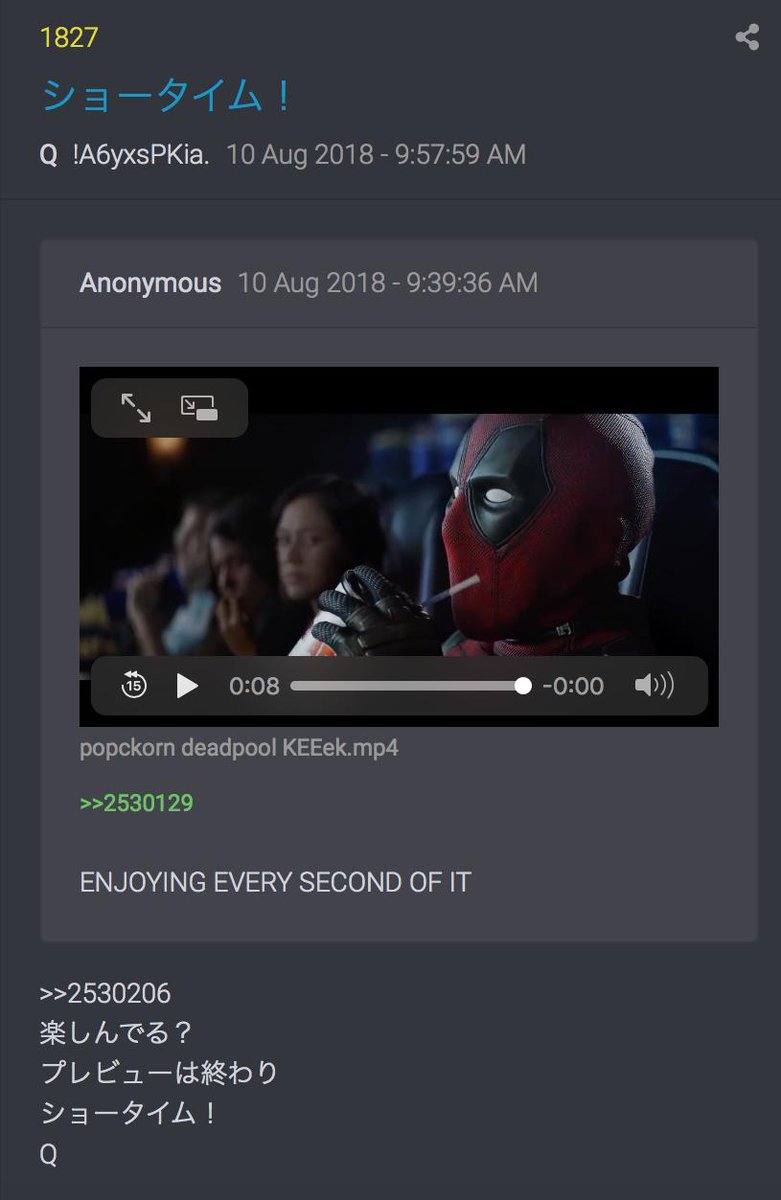 1827
ショータイム！
Q !A6yxsPKia. 10 Aug 2018 - 9:57:59 AM
Anonymous 10 Aug 2018 - 9:39:36 AM
15 0:08 -0:00
popckorn deadpool KEEek.mp4
>>2530129
ENJOYING EVERY SECOND OF IT
>>2530206
楽しんでる？
プレビューは終わり
ショータイム！
Q